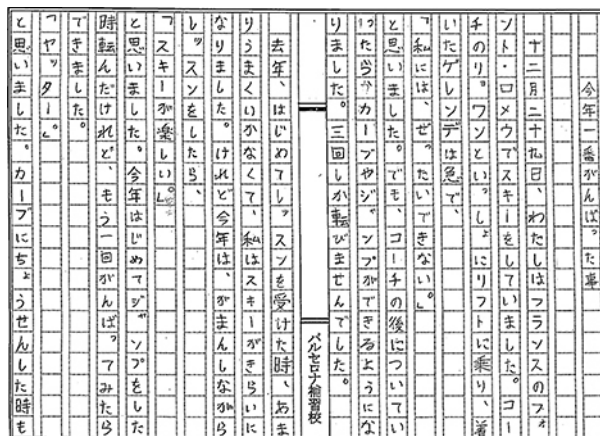 今年一番がんばった事
十二月二十九日、わたしはフランスのフォ
ント・ロメウでスキーをしていました。コー
チのリ。ワンといっしょにリフトに乗り、着
いたゲレンデは急で、
「私には、ぜったいできない」。
と思いました。でも、コーチの後についてい
ったらカーブやジャンプができるようにな
りました。三回しか転びませんでした。
バルセロナ補習校
去年、はじめてレッスンを受けた時、あま
りうまくいかなくて、私はスキーがきらいに
なりました。けれど今年は、がまんしながら
レッスンをしたら、
「スキーが楽しい」。
と思いました。今年はじめてジャンプをした
時転んだけれど、もう一回がんばってみたら
できました。
「ヤッター」。
と思いました。カーブにちょうせんした時も